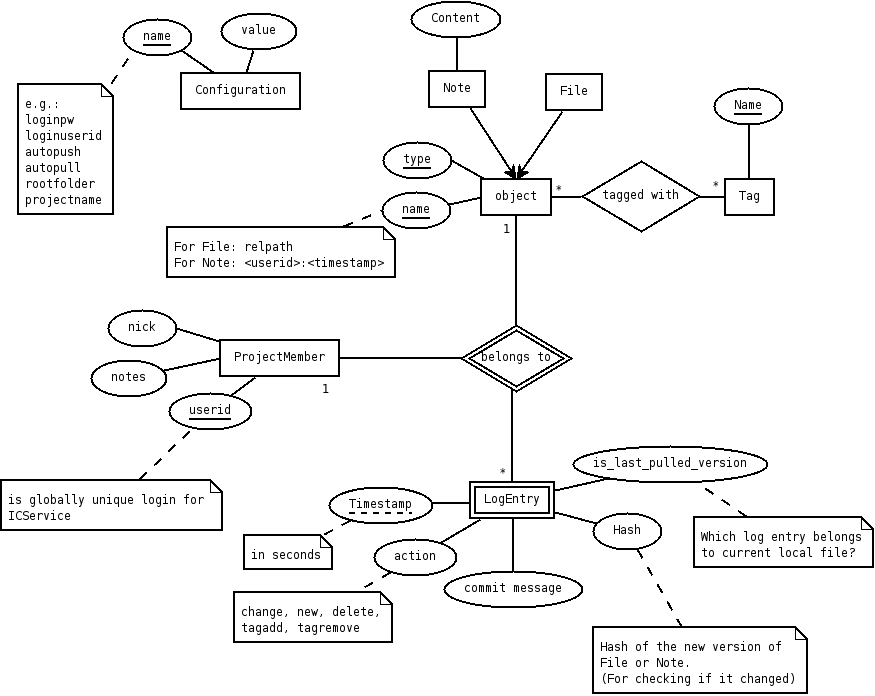 Content
name
value
Configuration
Note
File
e.g.:
loginpw
loginuserid
autopush
autopull
rootfolder
projectname
Name
type
object
*
tagged with
*
Tag
name
1
For File: relpath
For Note: <userid>:<timestamp>
nick
ProjectMember
belongs to
notes
1
userid
is globally unique login for
ICService
*
is_last_pulled_version
Timestamp
LogEntry
Hash
Which log entry belongs
to current local file?
in seconds
action
commit message
change, new, delete,
tagadd, tagremove
Hash of the new version of
File or Note.
(For checking if it changed)